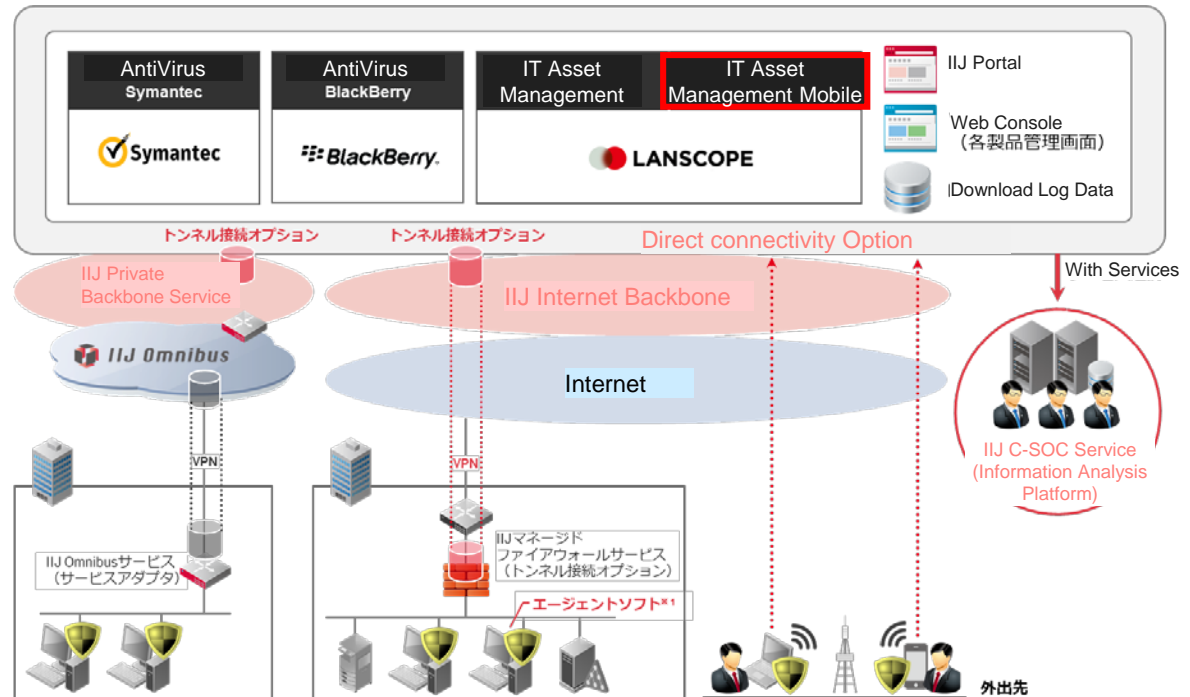 AntiVirus
Symantec
AntiVirus
BlackBerry
IT Asset
Management
IT Asset
Management Mobile
Symantec
BlackBerry.
LANSCOPE
IIJ Portal
Web Console
（各製品管理画面）
Download Log Data
トンネル接続オプション
トンネル接続オプション
Direct connectivity Option
IIJ Private
Backbone Service
IIJ Internet Backbone
With Services
IIJ Omnibus
Internet
IIJ C-SOC Service
(Information Analysis
Platform)
VPN
VPN
IIJ Omnibusサービス
（サービスアダプタ）
IIJマネージド
ファイアウォールサービス
（トンネル接続オプション）
エージェントソフト※1
外出先